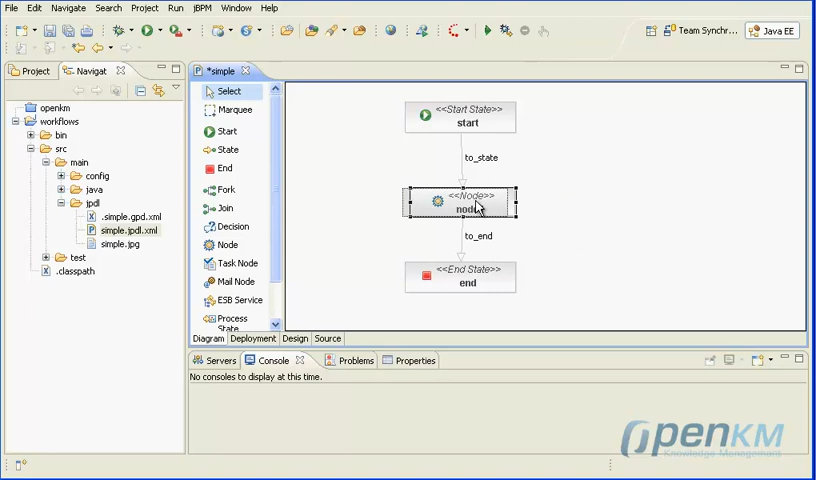 File Edit Navigate Search Project Run jBPM Window Help
Team Synchr... Java EE
Project Navigat
openkm
workflows
bin
src
main
config
java
jpdl
.simple.gpd.xml
simple.jpdl.xml
simple.jpg
test
.classpath
*simple
Select
Marquee
Start
State
End
Fork
Join
Decision
Node
Task Node
Mail Node
ESB Service
Process
State
<<Start State>>
start
to_state
<<Node>>
node
to_end
<<End State>>
end
Diagram Deployment Design Source
Servers Console Problems Properties
No consoles to display at this time.
OpenKM
Knowledge Management